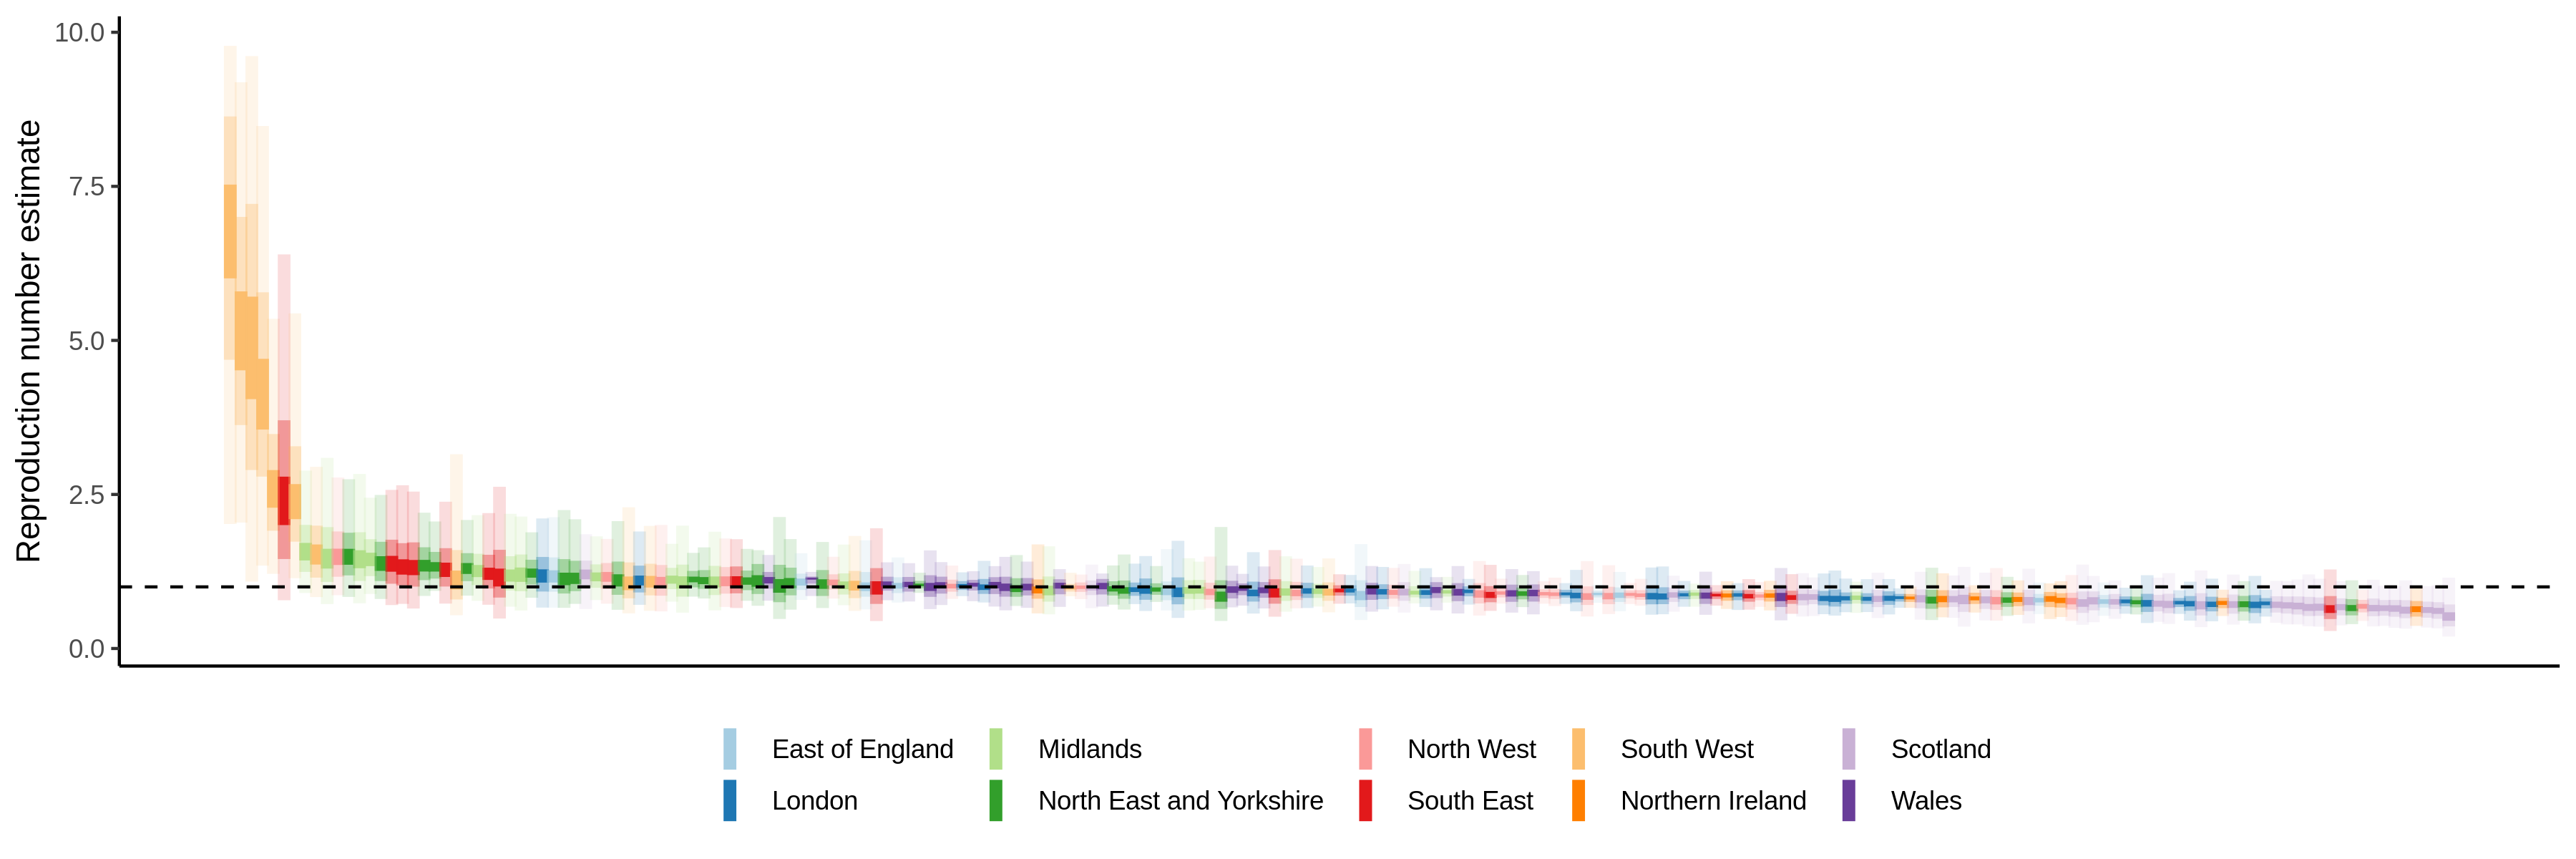 Reproduction number estimate
10.0
7.5
5.0
2.5
0.0
East of England
Midlands
North West
South West
Scotland
London
North East and Yorkshire
South East
Northern Ireland
Wales